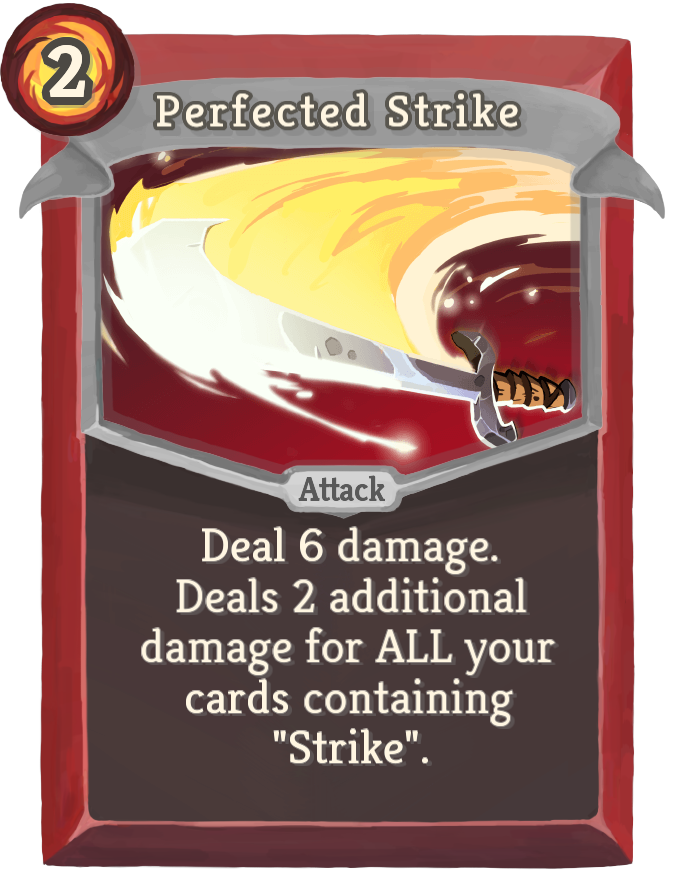 2
Perfected Strike
Attack
Deal 6 damage.
Deals 2 additional
damage for ALL your
cards containing
"Strike".